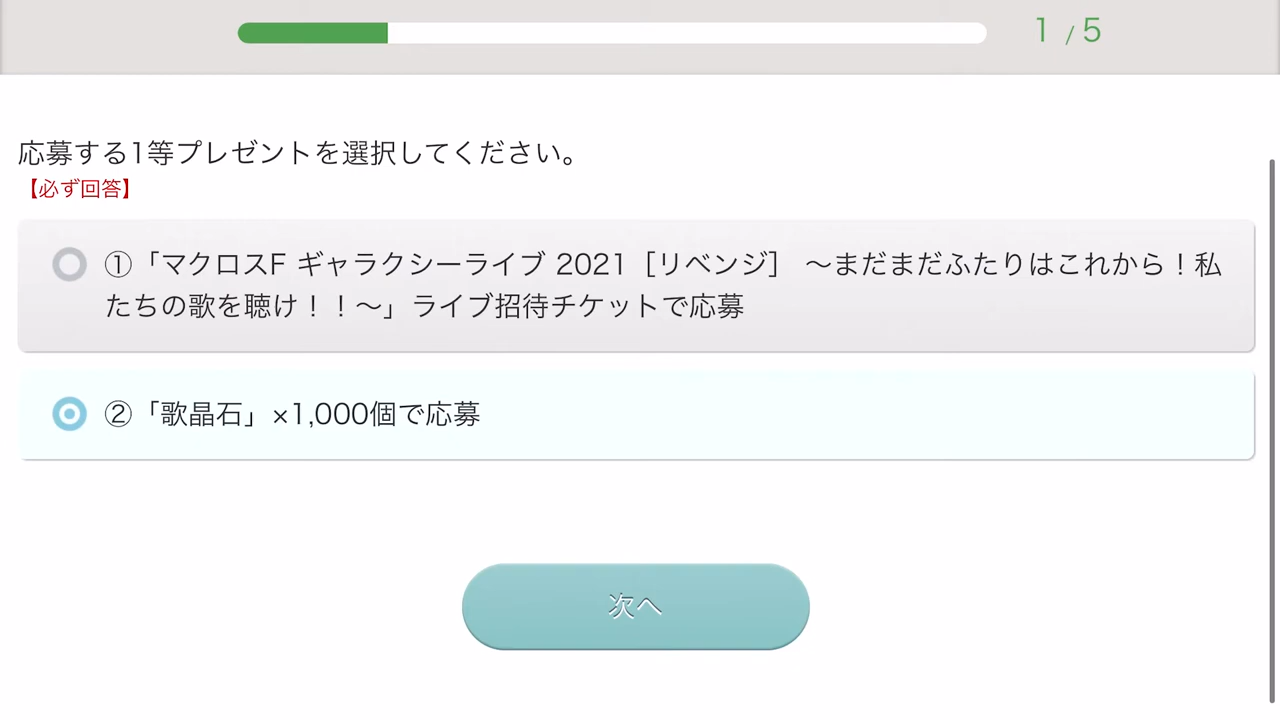 1 / 5
応募する1等プレゼントを選択してください。
【必ず回答】
①「マクロスF ギャラクシーライブ 2021［リベンジ］ 〜まだまだふたりはこれから！私
たちの歌を聴け！！〜」ライブ招待チケットで応募
②「歌晶石」×1,000個で応募
次へ